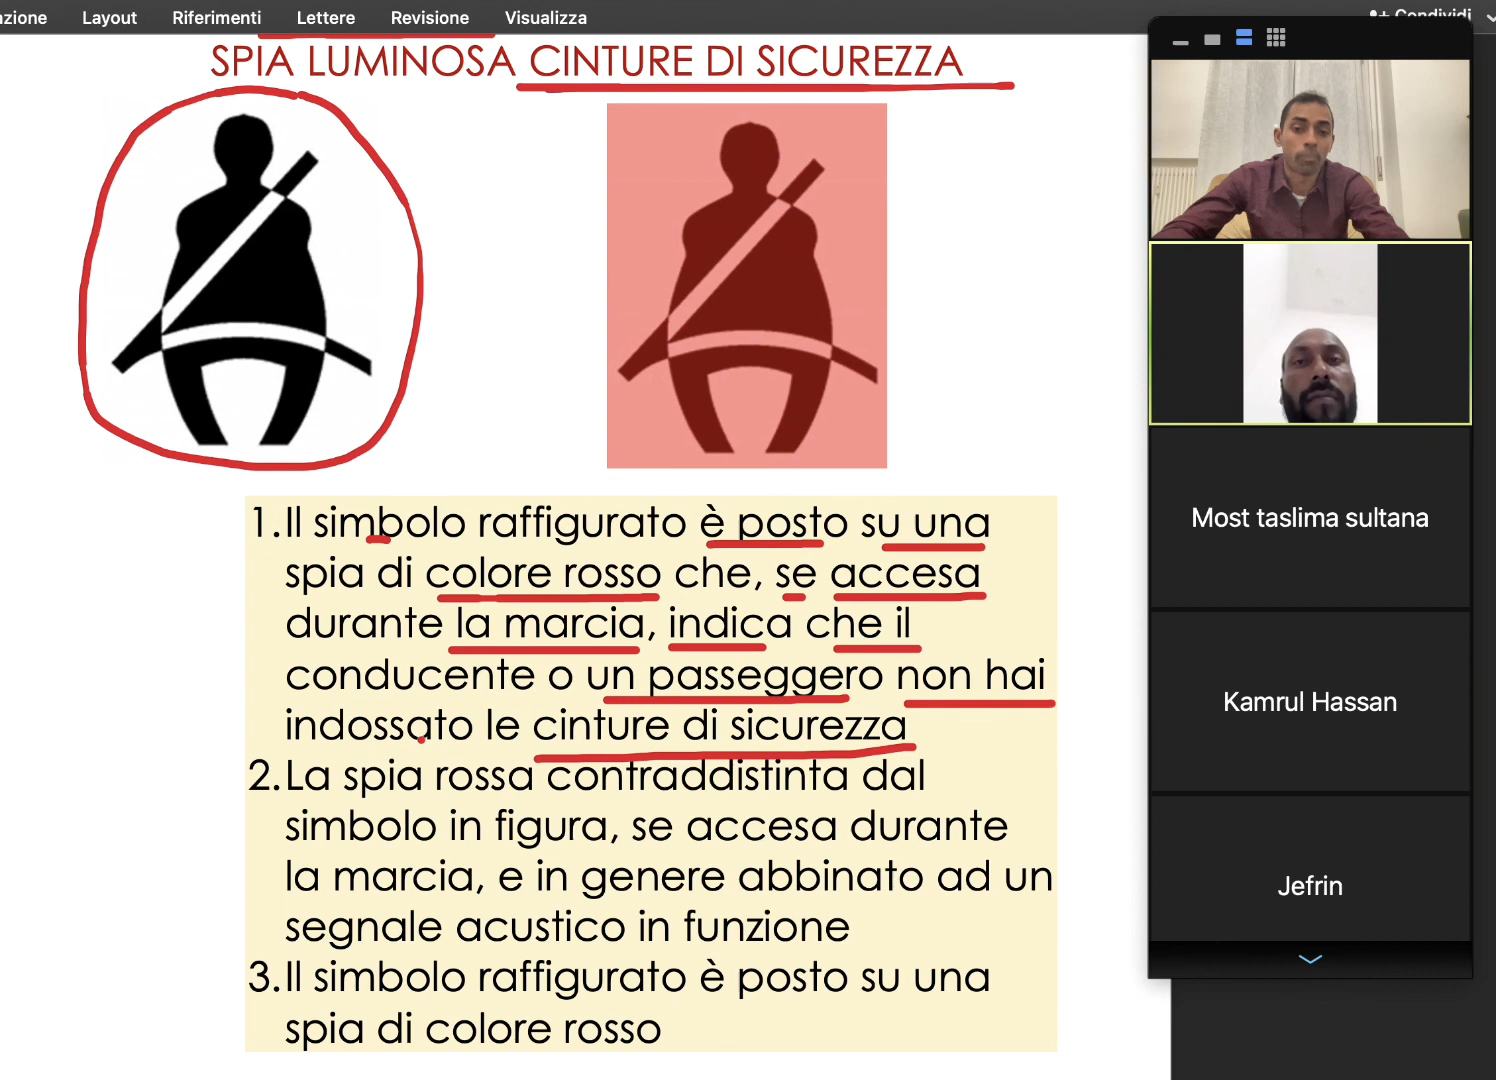 Layout
Riferimenti
Lettere
Revisione
Visualizza
Condividi
SPIA LUMINOSA CINTURE DI SICUREZZA
1.Il simbolo raffigurato è posto su una
spia di colore rosso che, se accesa
durante la marcia, indica che il
conducente o un passeggero non hai
indossato le cinture di sicurezza
2.La spia rossa contraddistinta dal
simbolo in figura, se accesa durante
la marcia, e in genere abbinato ad un
segnale acustico in funzione
3.Il simbolo raffigurato è posto su una
spia di colore rosso
Most taslima sultana
Kamrul Hassan
Jefrin